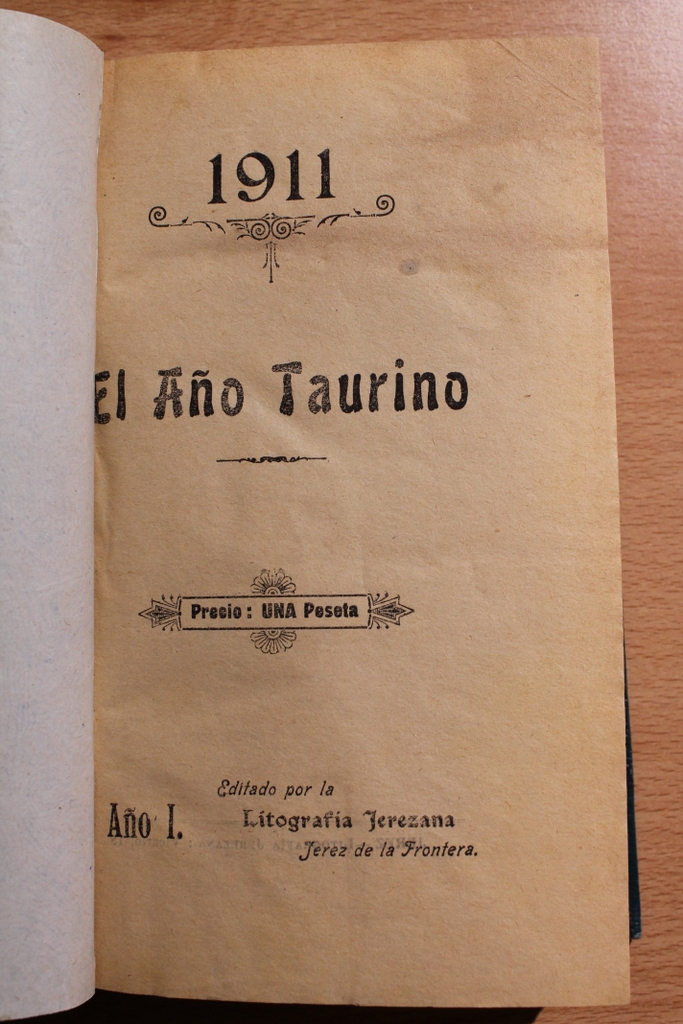 1911
El Año Taurino
Precio: UNA Peseta
Editado por la
Año I.
Litografía Jerezana
Jerez de la Frontera.